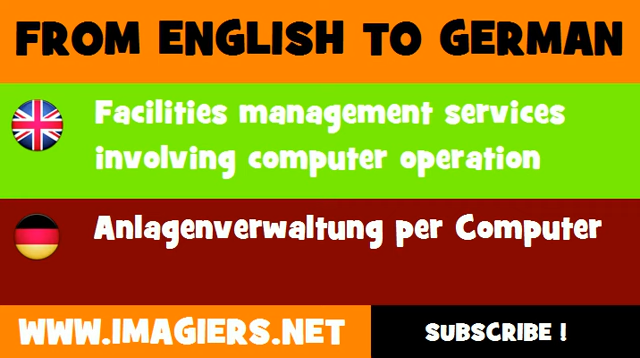 FROM ENGLISH TO GERMAN
Facilities management services
involving computer operation
Anlagenverwaltung per Computer
WWW.IMAGIERS.NET
SUBSCRIBE !